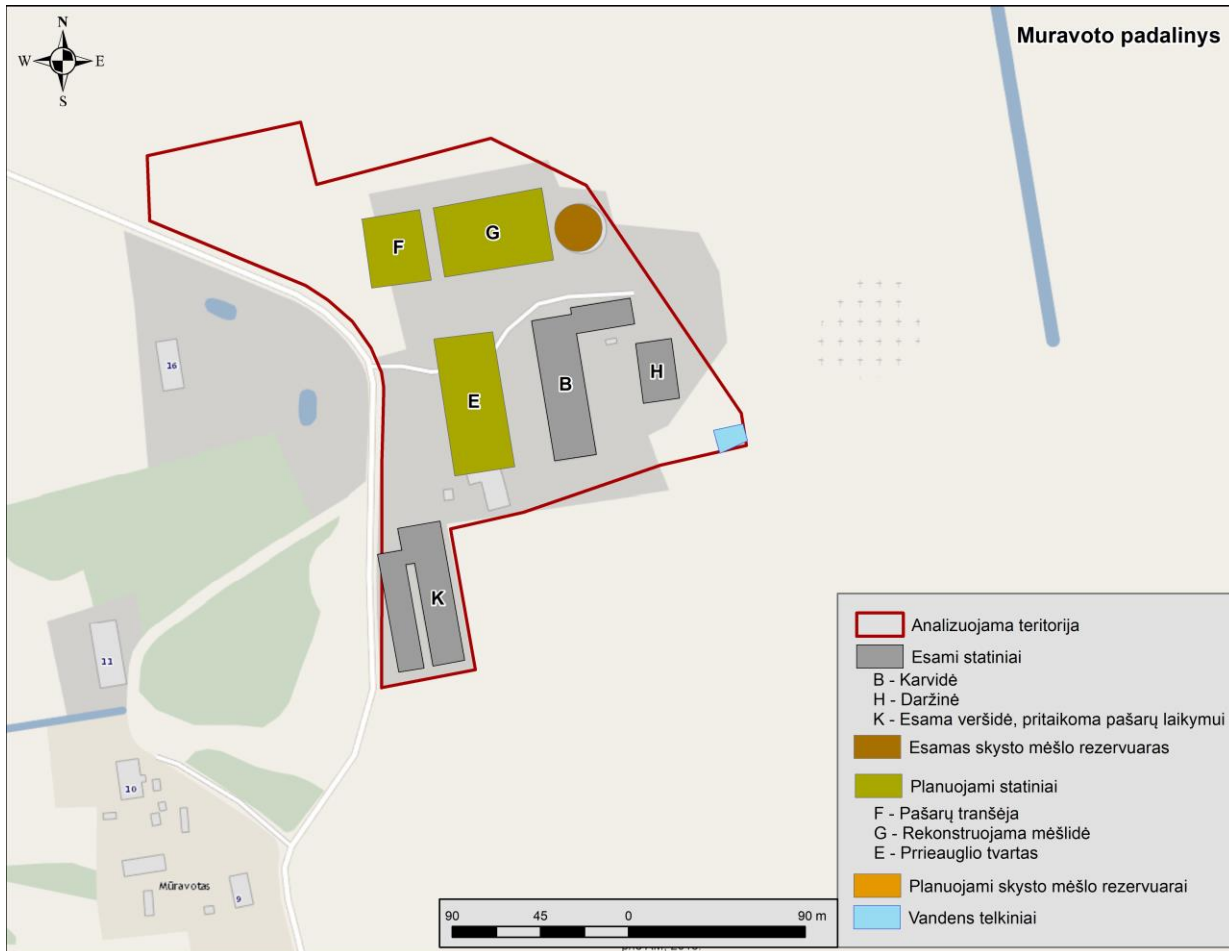 Muravoto padalinys
N
W E
S
F
G
16
B
H
E
K
11
10
Mūravotas
9
Analizuojama teritorija
Esami statiniai
B - Karvidė
H - Daržinė
K - Esama veršidė, pritaikoma pašarų laikymui
Esamas skysto mėšlo rezervuaras
Planuojami statiniai
F - Pašarų tranšėja
G - Rekonstruojama mėšlidė
E - Prrieauglio tvartas
Planuojami skysto mėšlo rezervuarai
Vandens telkiniai
90 45 0 90 m